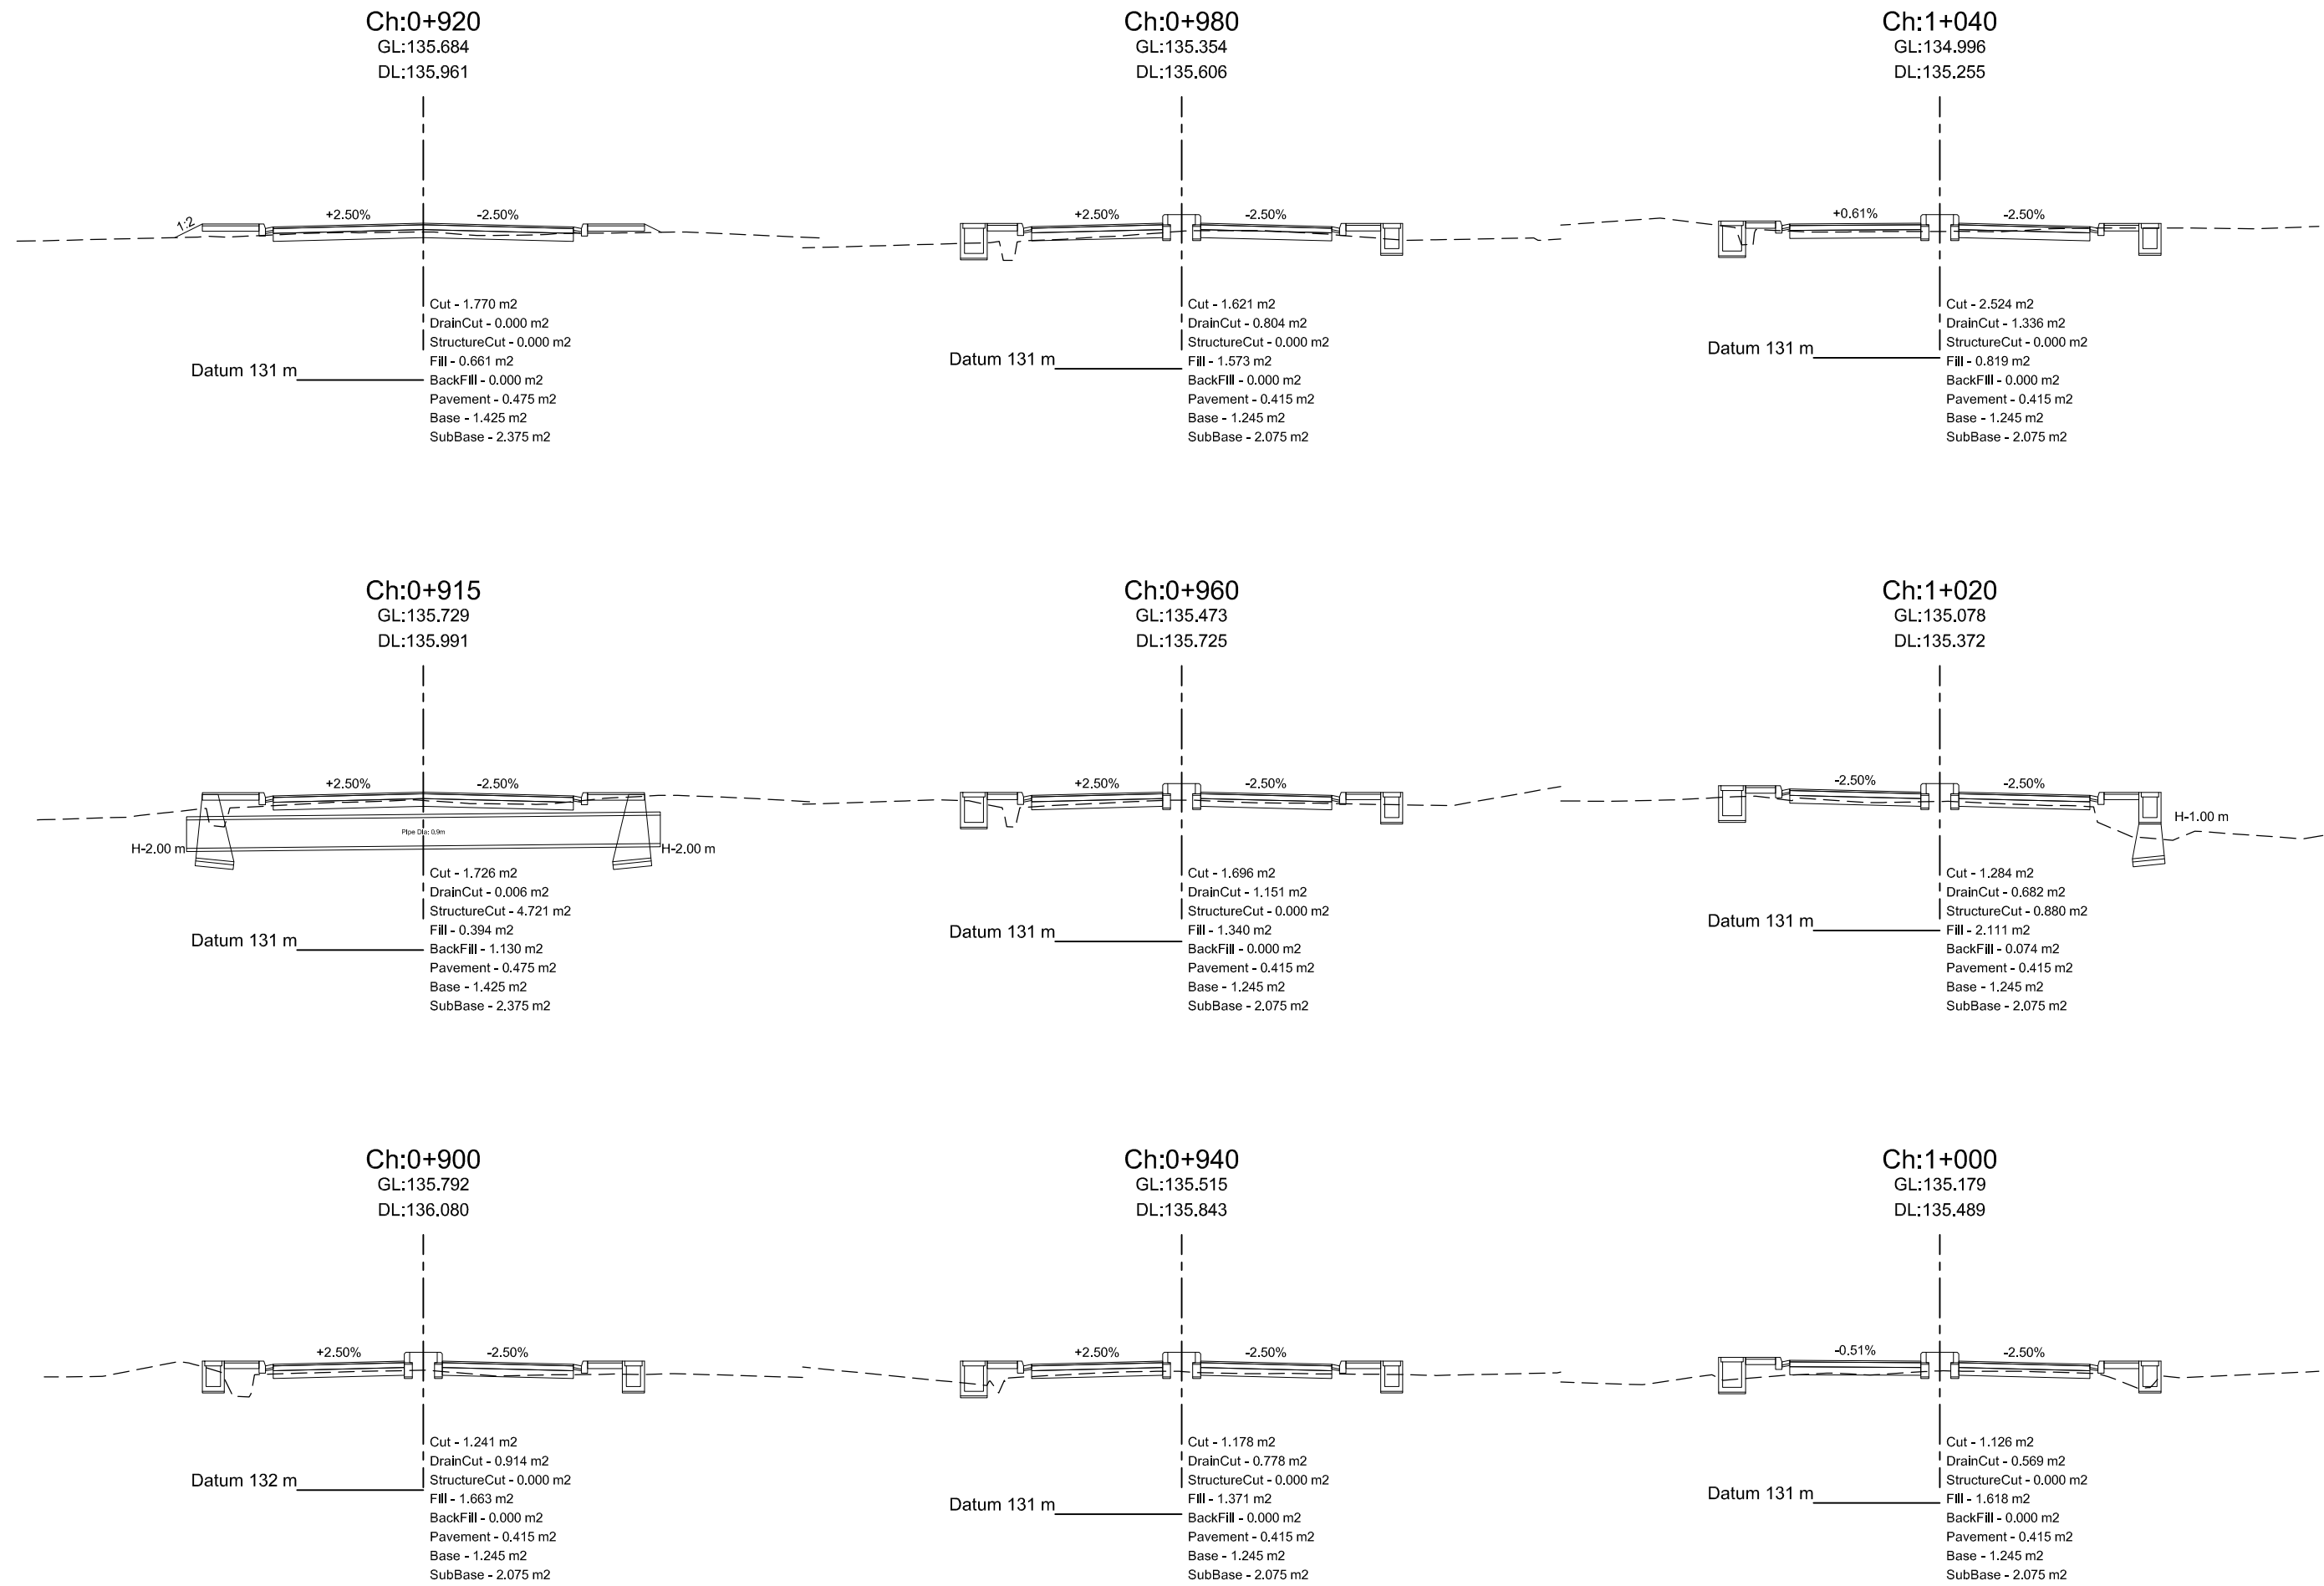 Ch:0+920
GL:135.684
DL:135.961
1:2
+2.50%
-2.50%
Cut - 1.770 m2
DrainCut - 0.000 m2
StructureCut - 0.000 m2
Fill - 0.661 m2
BackFill - 0.000 m2
Pavement - 0.475 m2
Base - 1.425 m2
SubBase - 2.375 m2
Datum 131 m
Ch:0+980
GL:135.354
DL:135.606
+2.50%
-2.50%
Cut - 1.621 m2
DrainCut - 0.804 m2
StructureCut - 0.000 m2
Fill - 1.573 m2
BackFill - 0.000 m2
Pavement - 0.415 m2
Base - 1.245 m2
SubBase - 2.075 m2
Datum 131 m
Ch:1+040
GL:134.996
DL:135.255
+0.61%
-2.50%
Cut - 2.524 m2
DrainCut - 1.336 m2
StructureCut - 0.000 m2
Fill - 0.819 m2
BackFill - 0.000 m2
Pavement - 0.415 m2
Base - 1.245 m2
SubBase - 2.075 m2
Datum 131 m
Ch:0+915
GL:135.729
DL:135.991
+2.50%
-2.50%
Pipe Dia: 0.9m
H-2.00 m
H-2.00 m
Cut - 1.726 m2
DrainCut - 0.006 m2
StructureCut - 4.721 m2
Fill - 0.394 m2
BackFill - 1.130 m2
Pavement - 0.475 m2
Base - 1.425 m2
SubBase - 2.375 m2
Datum 131 m
Ch:0+960
GL:135.473
DL:135.725
+2.50%
-2.50%
Cut - 1.696 m2
DrainCut - 1.151 m2
StructureCut - 0.000 m2
Fill - 1.340 m2
BackFill - 0.000 m2
Pavement - 0.415 m2
Base - 1.245 m2
SubBase - 2.075 m2
Datum 131 m
Ch:1+020
GL:135.078
DL:135.372
-2.50%
-2.50%
H-1.00 m
Cut - 1.284 m2
DrainCut - 0.682 m2
StructureCut - 0.880 m2
Fill - 2.111 m2
BackFill - 0.074 m2
Pavement - 0.415 m2
Base - 1.245 m2
SubBase - 2.075 m2
Datum 131 m
Ch:0+900
GL:135.792
DL:136.080
+2.50%
-2.50%
Cut - 1.241 m2
DrainCut - 0.914 m2
StructureCut - 0.000 m2
Fill - 1.663 m2
BackFill - 0.000 m2
Pavement - 0.415 m2
Base - 1.245 m2
SubBase - 2.075 m2
Datum 132 m
Ch:0+940
GL:135.515
DL:135.843
+2.50%
-2.50%
Cut - 1.178 m2
DrainCut - 0.778 m2
StructureCut - 0.000 m2
Fill - 1.371 m2
BackFill - 0.000 m2
Pavement - 0.415 m2
Base - 1.245 m2
SubBase - 2.075 m2
Datum 131 m
Ch:1+000
GL:135.179
DL:135.489
-0.51%
-2.50%
Cut - 1.126 m2
DrainCut - 0.569 m2
StructureCut - 0.000 m2
Fill - 1.618 m2
BackFill - 0.000 m2
Pavement - 0.415 m2
Base - 1.245 m2
SubBase - 2.075 m2
Datum 131 m